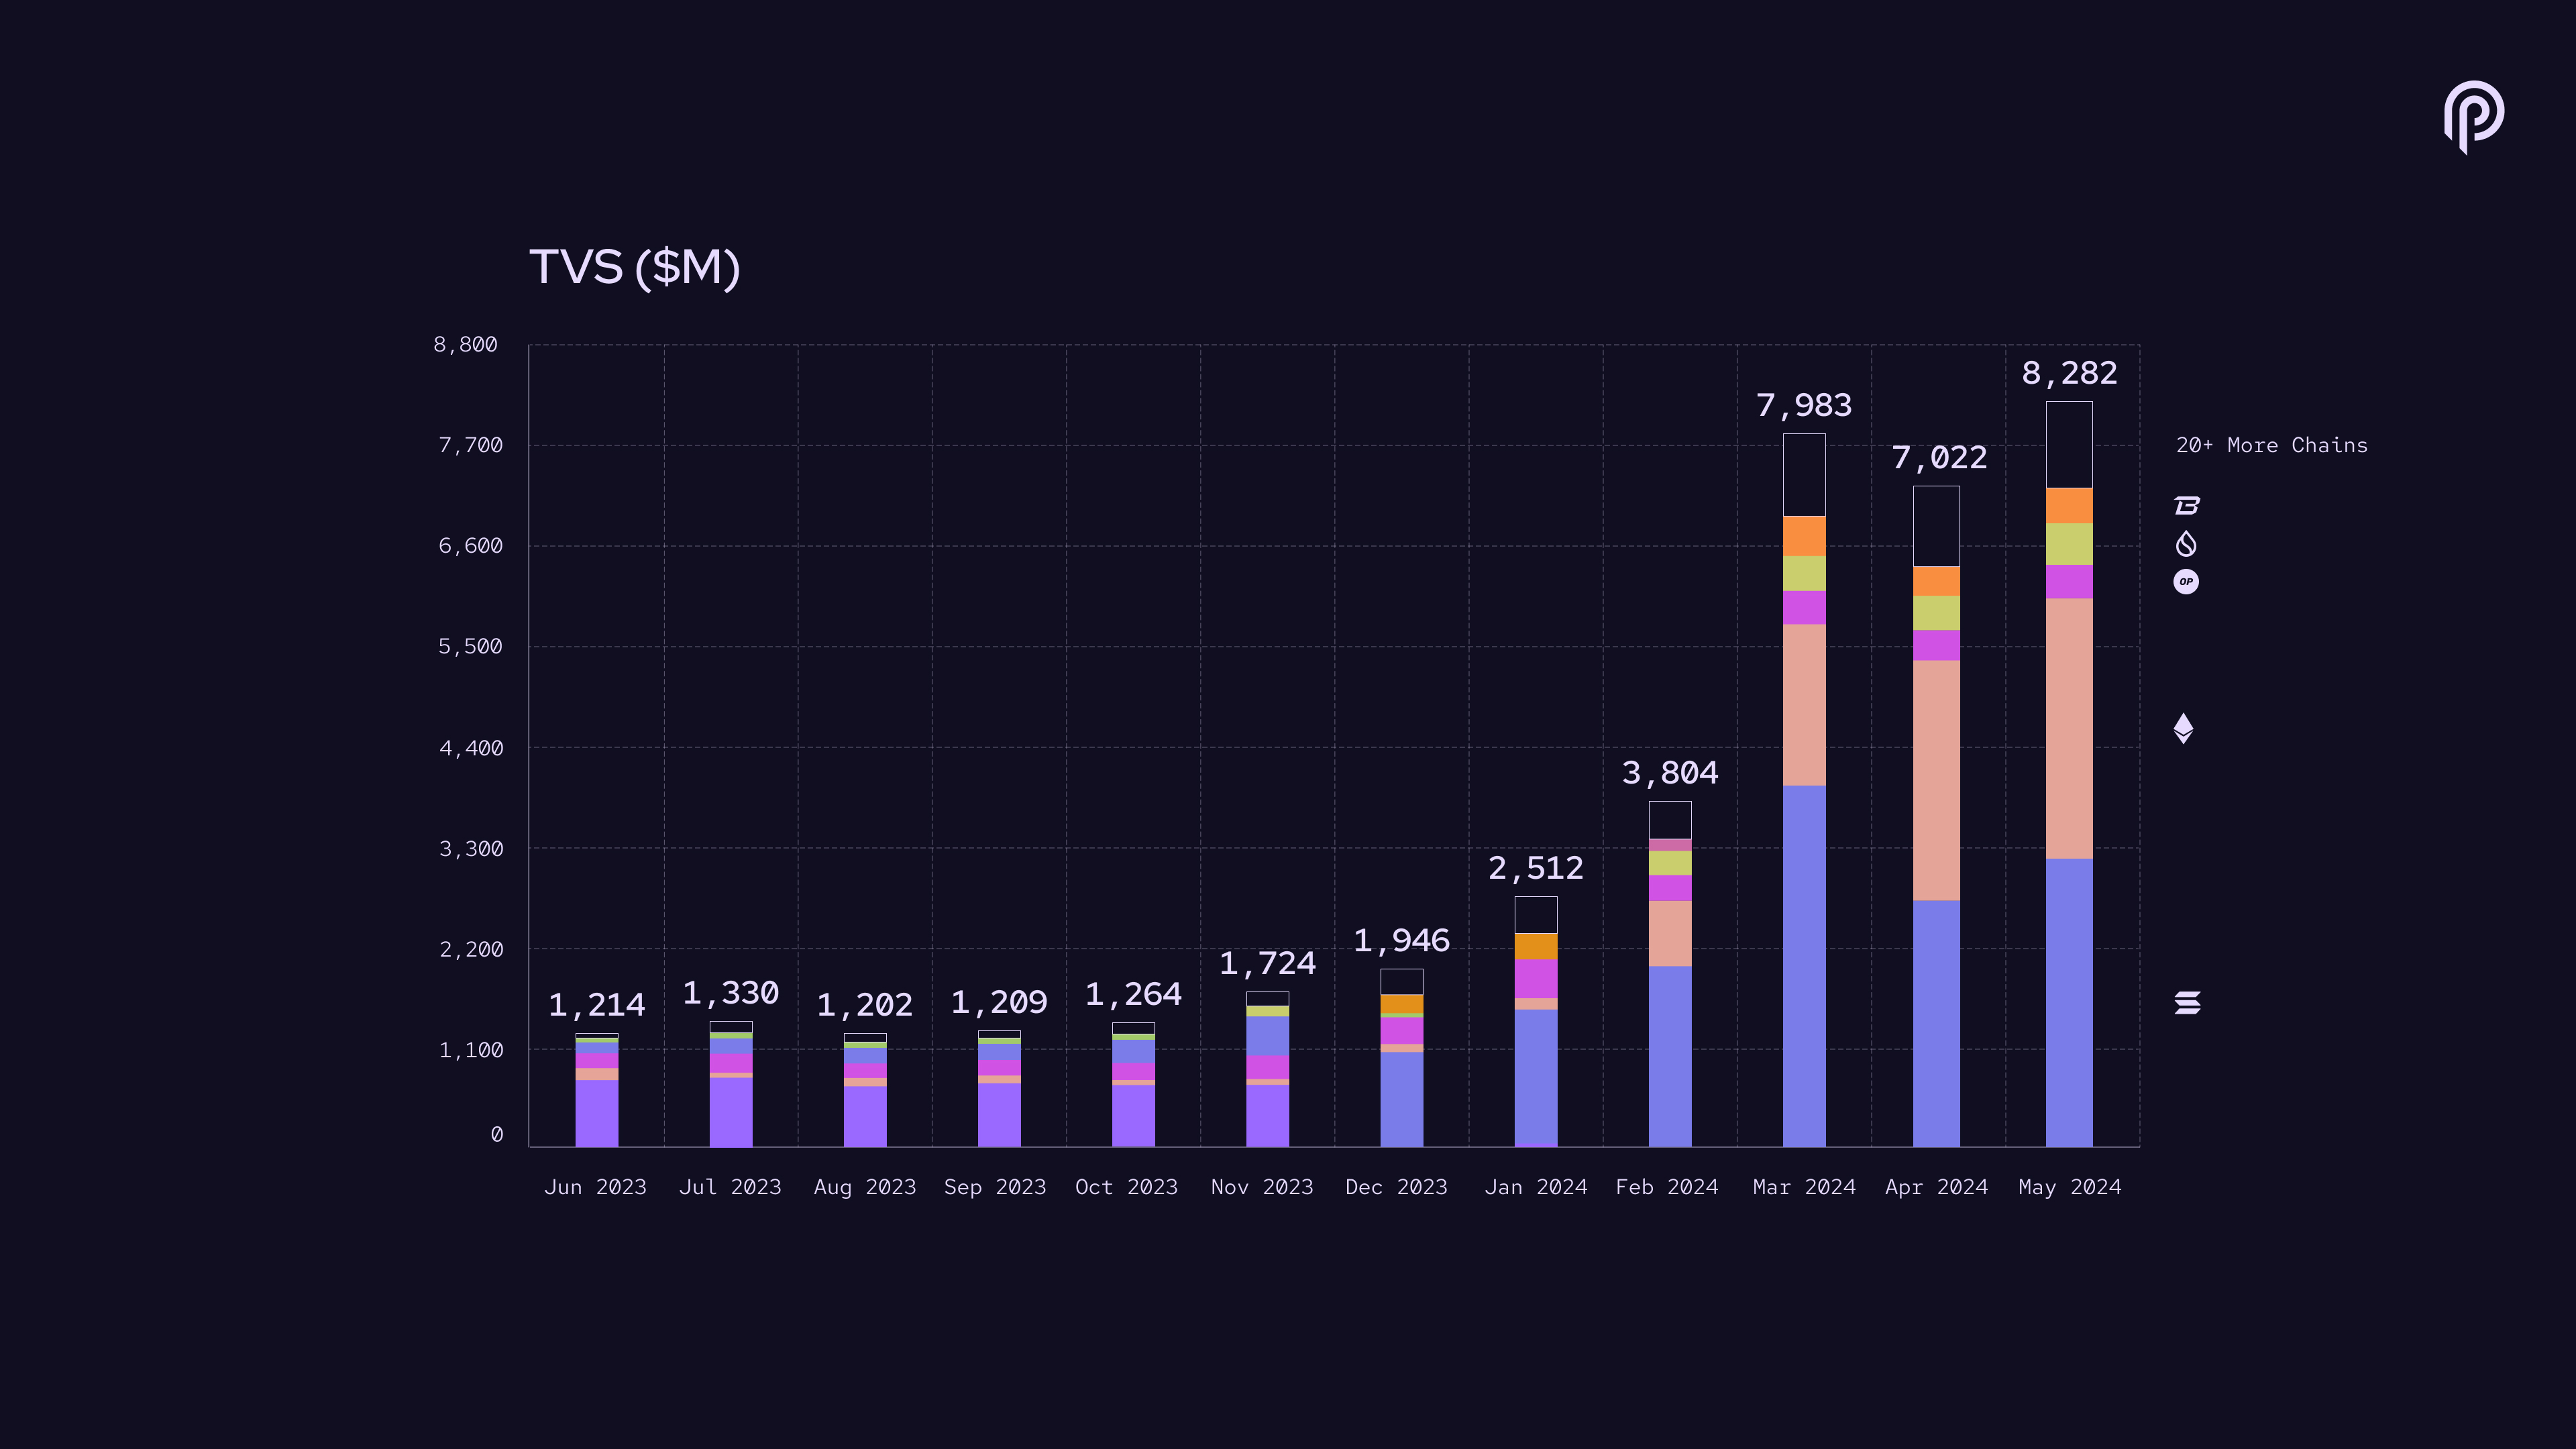 TVS ($M)
8,800
7,700
6,600
5,500
4,400
3,300
2,200
1,100
0
1,214
1,330
1,202
1,209
1,264
1,724
1,946
2,512
3,804
7,983
7,022
8,282
20+ More Chains
OP
Jun 2023
Jul 2023
Aug 2023
Sep 2023
Oct 2023
Nov 2023
Dec 2023
Jan 2024
Feb 2024
Mar 2024
Apr 2024
May 2024